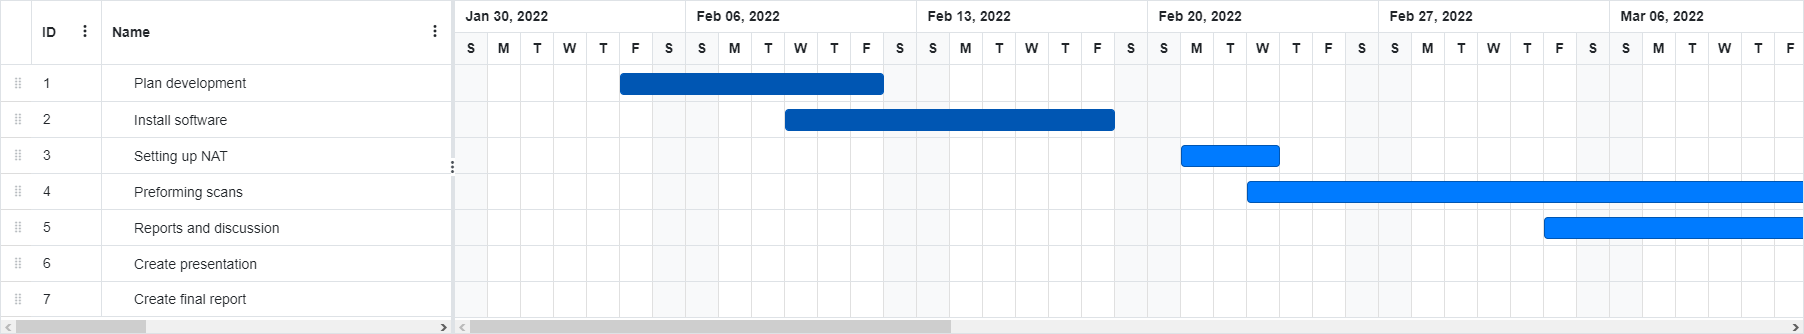 ID Name Jan 30, 2022 Feb 06, 2022 Feb 13, 2022 Feb 20, 2022 Feb 27, 2022 Mar 06, 2022
S M T W T F S S M T W T F S S M T W T F S S M T W T F S S M T W T F S S M T W T F
1 Plan development
2 Install software
3 Setting up NAT
4 Preforming scans
5 Reports and discussion
6 Create presentation
7 Create final report